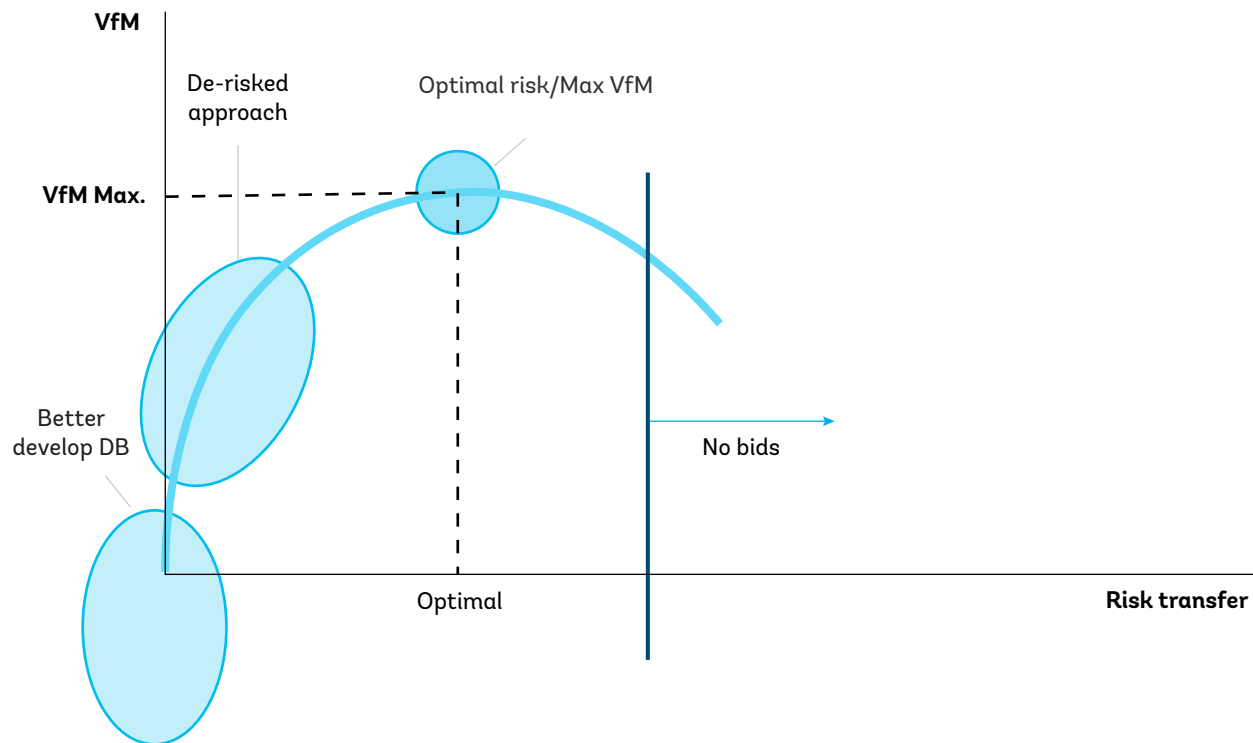 VfM
De-risked
approach
Optimal risk/Max VfM
VfM Max.
Better
develop DB
No bids
Optimal
Risk transfer